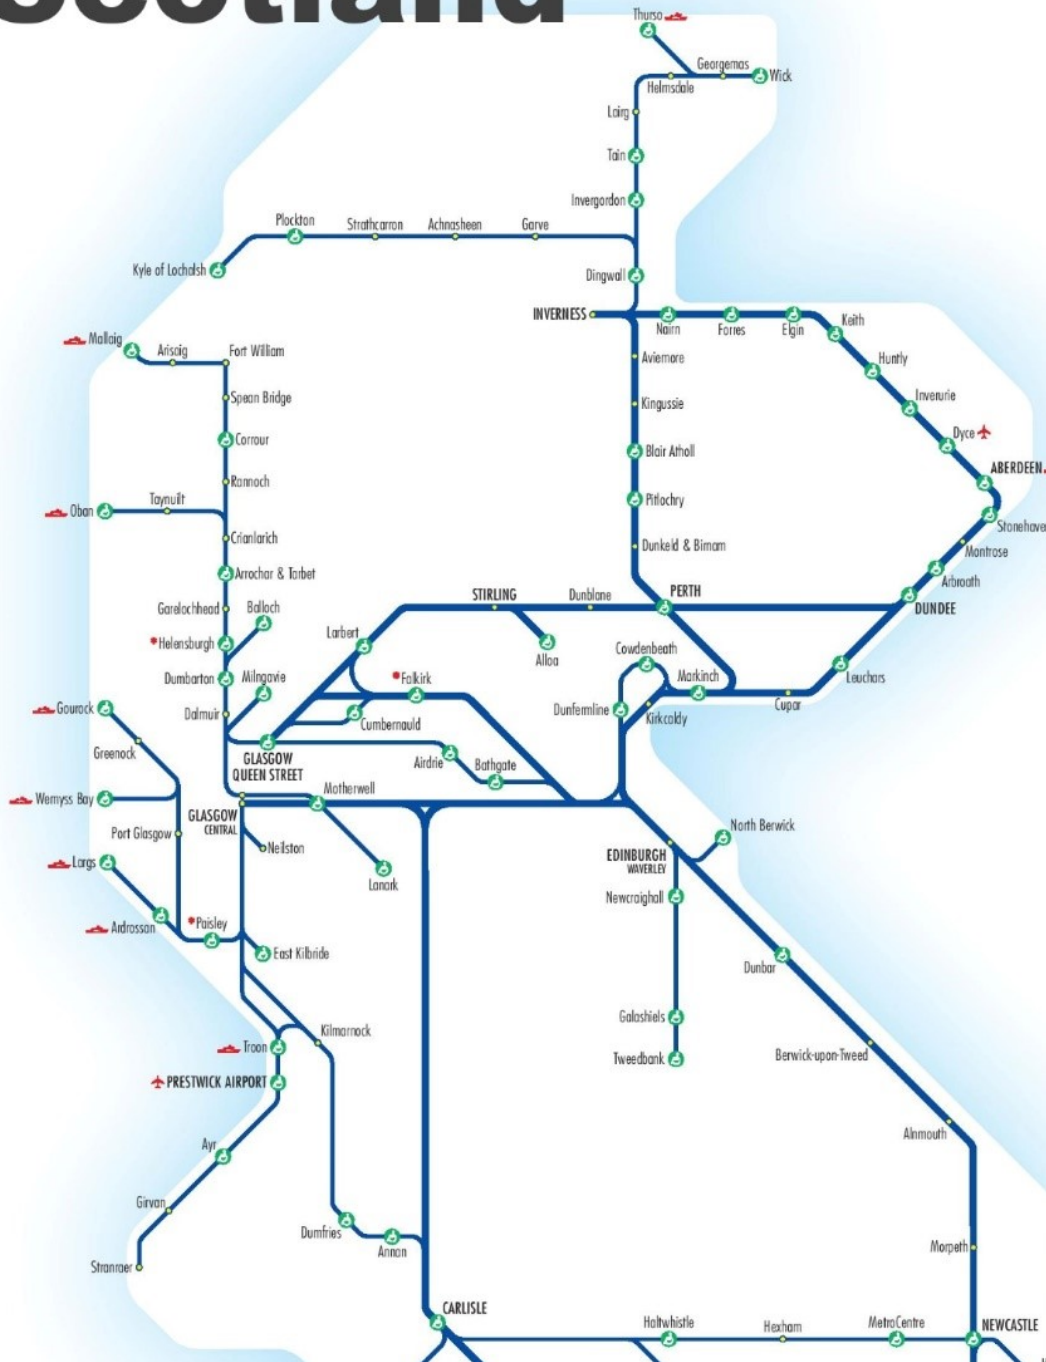 Scotland
Thurso
Georgemas
Wick
Helmsdale
Lairg
Tain
Invergordon
Plockton
Strathcarron
Achnasheen
Garve
Kyle of Lochalsh
Dingwall
INVERNESS
Nairn
Forres
Elgin
Keith
Mallaig
Arisaig
Fort William
Aviemore
Huntly
Spean Bridge
Kingussie
Inverurie
Corrour
Blair Atholl
Dyce
Rannoch
Pitlochry
ABERDEEN
Oban
Taynuilt
Stonehave
Crianlarich
Dunkeld & Birnam
Montrose
Arrochar & Tarbet
Arbroath
Garelochhead
Balloch
STIRLING
Dunblane
PERTH
DUNDEE
*Helensburgh
Larbert
Alloa
Cowdenbeath
Dumbarton
Milngavie
*Falkirk
Markinch
Leuchars
Gourock
Dalmuir
Cumbernauld
Dunfermline
Kirkcaldy
Cupar
Greenock
GLASGOW
QUEEN STREET
Airdrie
Bathgate
Wemyss Bay
Motherwell
GLASGOW
CENTRAL
Port Glasgow
North Berwick
Neilston
EDINBURGH
WAVERLEY
Largs
Lanark
Newcraighall
Ardrossan
*Paisley
East Kilbride
Dunbar
Galashiels
Kilmarnock
Troon
Tweedbank
Berwick-upon-Tweed
PRESTWICK AIRPORT
Alnmouth
Ayr
Girvan
Dumfries
Annan
Morpeth
Stranraer
CARLISLE
Haltwhistle
Hexham
MetroCentre
NEWCASTLE